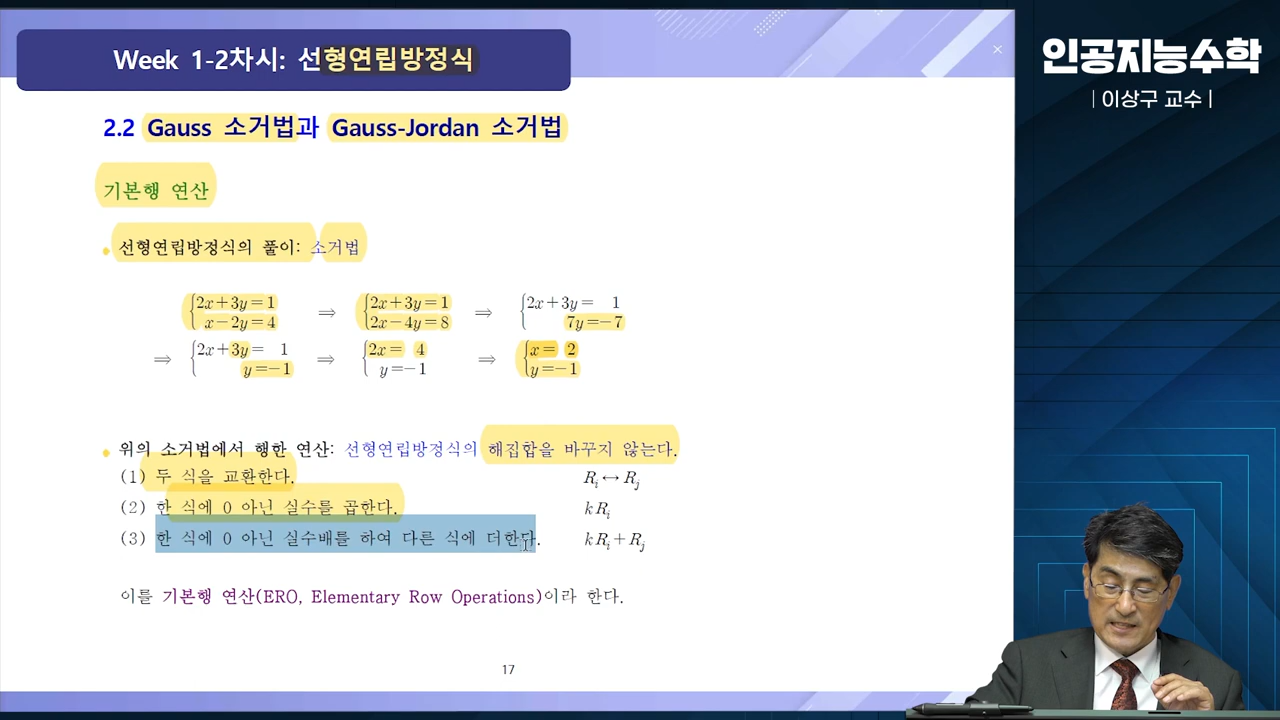 Week 1-2차시: 선형연립방정식
인공지능수학
| 이상구 교수 |
2.2 Gauss 소거법과 Gauss-Jordan 소거법
기본행 연산
• 선형연립방정식의 풀이: 소거법
{2x+3y=1 ⇒ {2x+3y=1 ⇒ {2x+3y= 1
x-2y=4 2x-4y=8 7y=-7
⇒ {2x+3y= 1 ⇒ {2x= 4 ⇒ {x= 2
y=-1 y=-1 y=-1
• 위의 소거법에서 행한 연산: 선형연립방정식의 해집합을 바꾸지 않는다.
(1) 두 식을 교환한다. R_i ↔ R_j
(2) 한 식에 0 아닌 실수를 곱한다. kR_i
(3) 한 식에 0 아닌 실수배를 하여 다른 식에 더한다. kR_i+R_j
이를 기본행 연산(ERO, Elementary Row Operations)이라 한다.
17